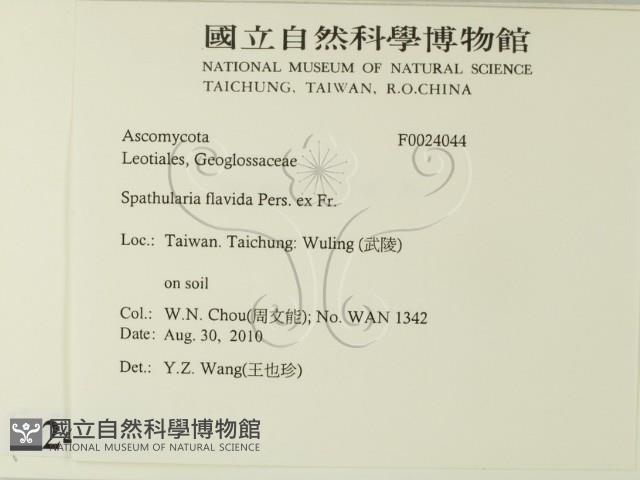 國立自然科學博物館
NATIONAL MUSEUM OF NATURAL SCIENCE
TAICHUNG, TAIWAN, R.O.CHINA
Ascomycota F0024044
Leotiales, Geoglossaceae
Spathularia flavida Pers. ex Fr.
Loc.: Taiwan. Taichung: Wuling (武陵)
on soil
Col.: W.N. Chou(周文能); No. WAN 1342
Date: Aug. 30, 2010
Det.: Y.Z. Wang(王也珍)
2
國立自然科學博物館
NATIONAL MUSEUM OF NATURAL SCIENCE